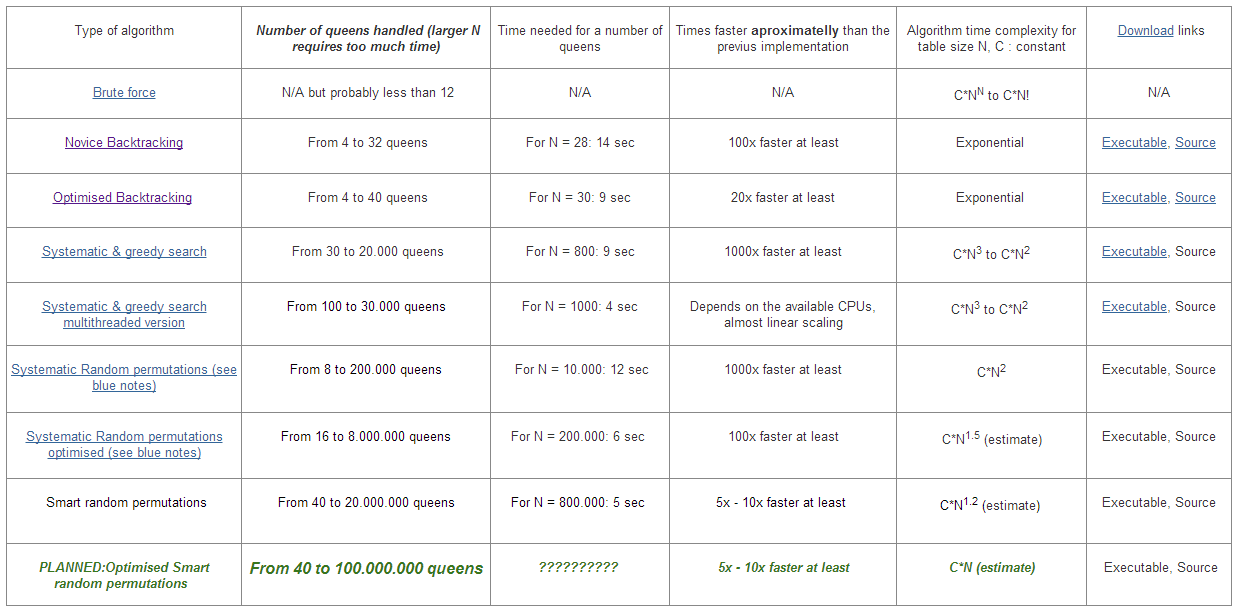 Type of algorithm
Number of queens handled (larger N
requires too much time)
Time needed for a number of
queens
Times faster aproximatelly than the
previus implementation
Algorithm time complexity for
table size N, C : constant
Download links
Brute force
N/A but probably less than 12
N/A
N/A
C*N^N to C*N!
N/A
Novice Backtracking
From 4 to 32 queens
For N = 28: 14 sec
100x faster at least
Exponential
Executable, Source
Optimised Backtracking
From 4 to 40 queens
For N = 30: 9 sec
20x faster at least
Exponential
Executable, Source
Systematic & greedy search
From 30 to 20.000 queens
For N = 800: 9 sec
1000x faster at least
C*N^3 to C*N^2
Executable, Source
Systematic & greedy search
multithreaded version
From 100 to 30.000 queens
For N = 1000: 4 sec
Depends on the available CPUs,
almost linear scaling
C*N^3 to C*N^2
Executable, Source
Systematic Random permutations (see
blue notes)
From 8 to 200.000 queens
For N = 10.000: 12 sec
1000x faster at least
C*N^2
Executable, Source
Systematic Random permutations
optimised (see blue notes)
From 16 to 8.000.000 queens
For N = 200.000: 6 sec
100x faster at least
C*N^1.5 (estimate)
Executable, Source
Smart random permutations
From 40 to 20.000.000 queens
For N = 800.000: 5 sec
5x - 10x faster at least
C*N^1.2 (estimate)
Executable, Source
PLANNED:Optimised Smart
random permutations
From 40 to 100.000.000 queens
??????????
5x - 10x faster at least
C*N (estimate)
Executable, Source